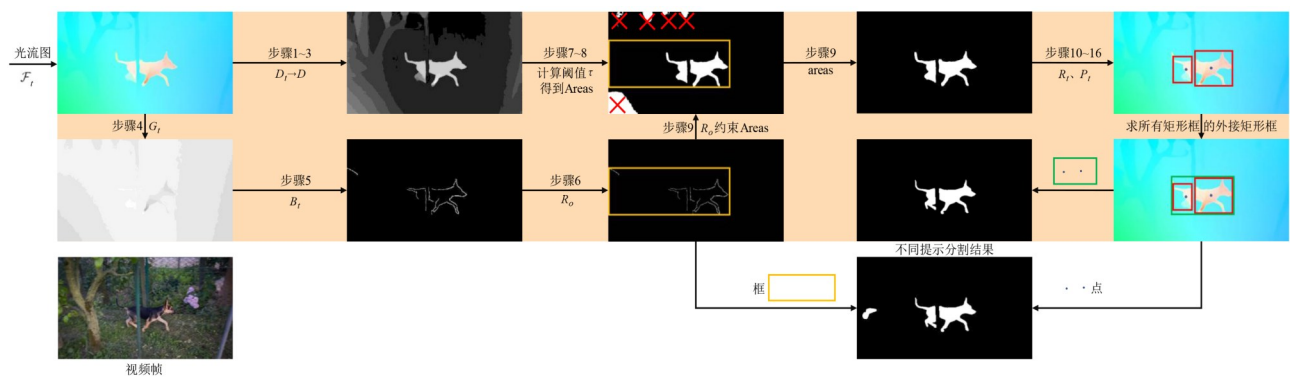 光流图
ℱt
步骤1~3
Dt→D
步骤7~8
计算阈值τ
得到Areas
步骤9
areas
步骤10~16
Rt、Pt
步骤4 Gt
步骤9 Ro约束Areas
求所有矩形框的外接矩形框
步骤5
Bt
步骤6
Ro
不同提示分割结果
框
点
视频帧